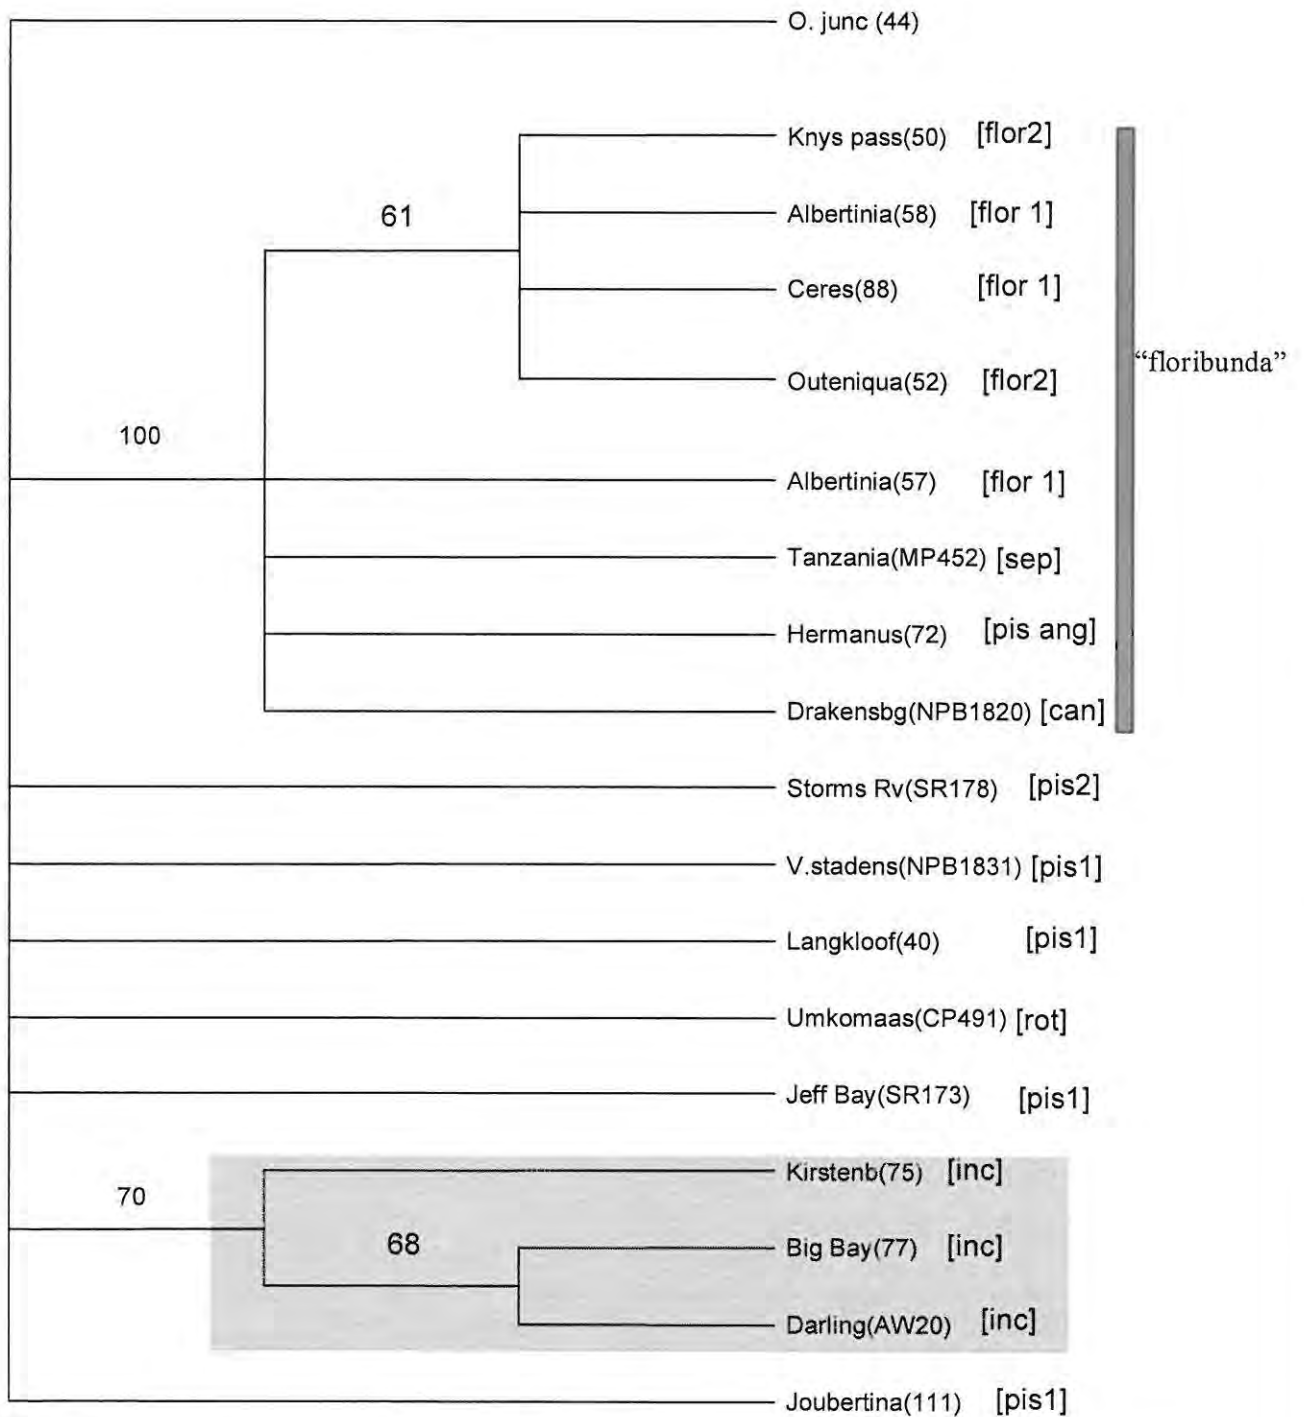 O. junc (44)
Knys pass(50) [flor2]
61
Albertinia(58) [flor 1]
Ceres(88) [flor 1]
"floribunda"
Outeniqua(52) [flor2]
100
Albertinia(57) [flor 1]
Tanzania(MP452) [sep]
Hermanus(72) [pis ang]
Drakensbg(NPB1820) [can]
Storms Rv(SR178) [pis2]
V.stadens(NPB1831) [pis1]
Langkloof(40) [pis1]
Umkomaas(CP491) [rot]
Jeff Bay(SR173) [pis1]
Kirstenb(75) [inc]
70
68
Big Bay(77) [inc]
Darling(AW20) [inc]
Joubertina(111) [pis1]